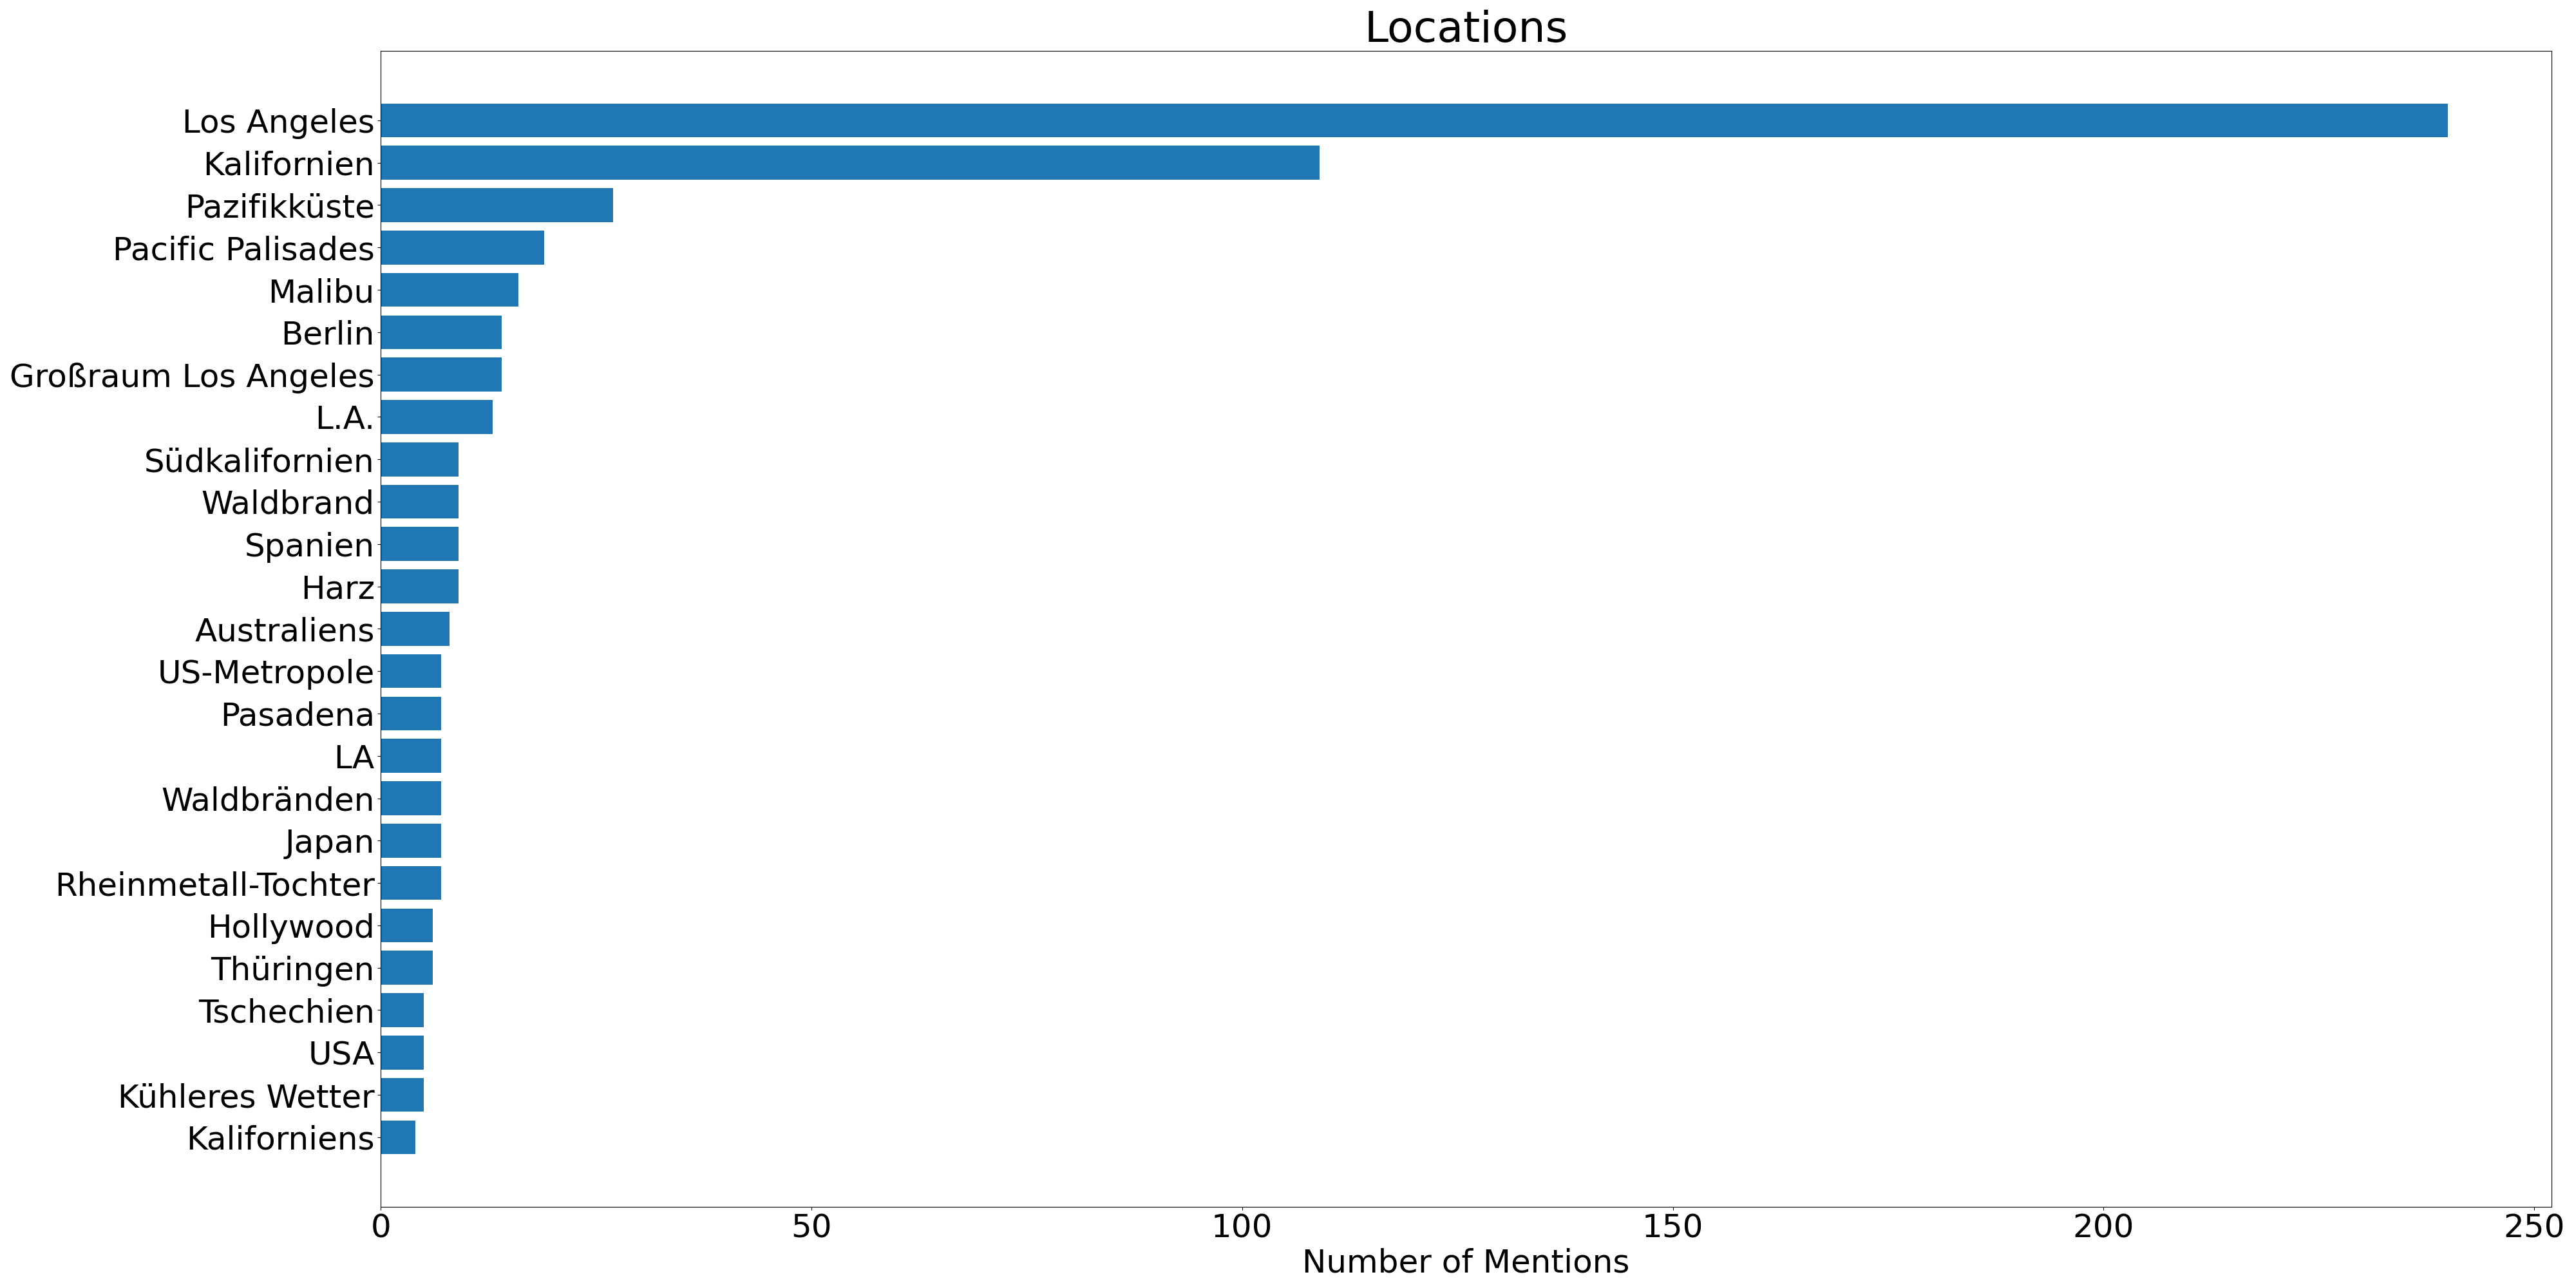 Locations
Los Angeles
Kalifornien
Pazifikküste
Pacific Palisades
Malibu
Berlin
Großraum Los Angeles
L.A.
Südkalifornien
Waldbrand
Spanien
Harz
Australiens
US-Metropole
Pasadena
LA
Waldbränden
Japan
Rheinmetall-Tochter
Hollywood
Thüringen
Tschechien
USA
Kühleres Wetter
Kaliforniens
0 50 100 150 200 250
Number of Mentions